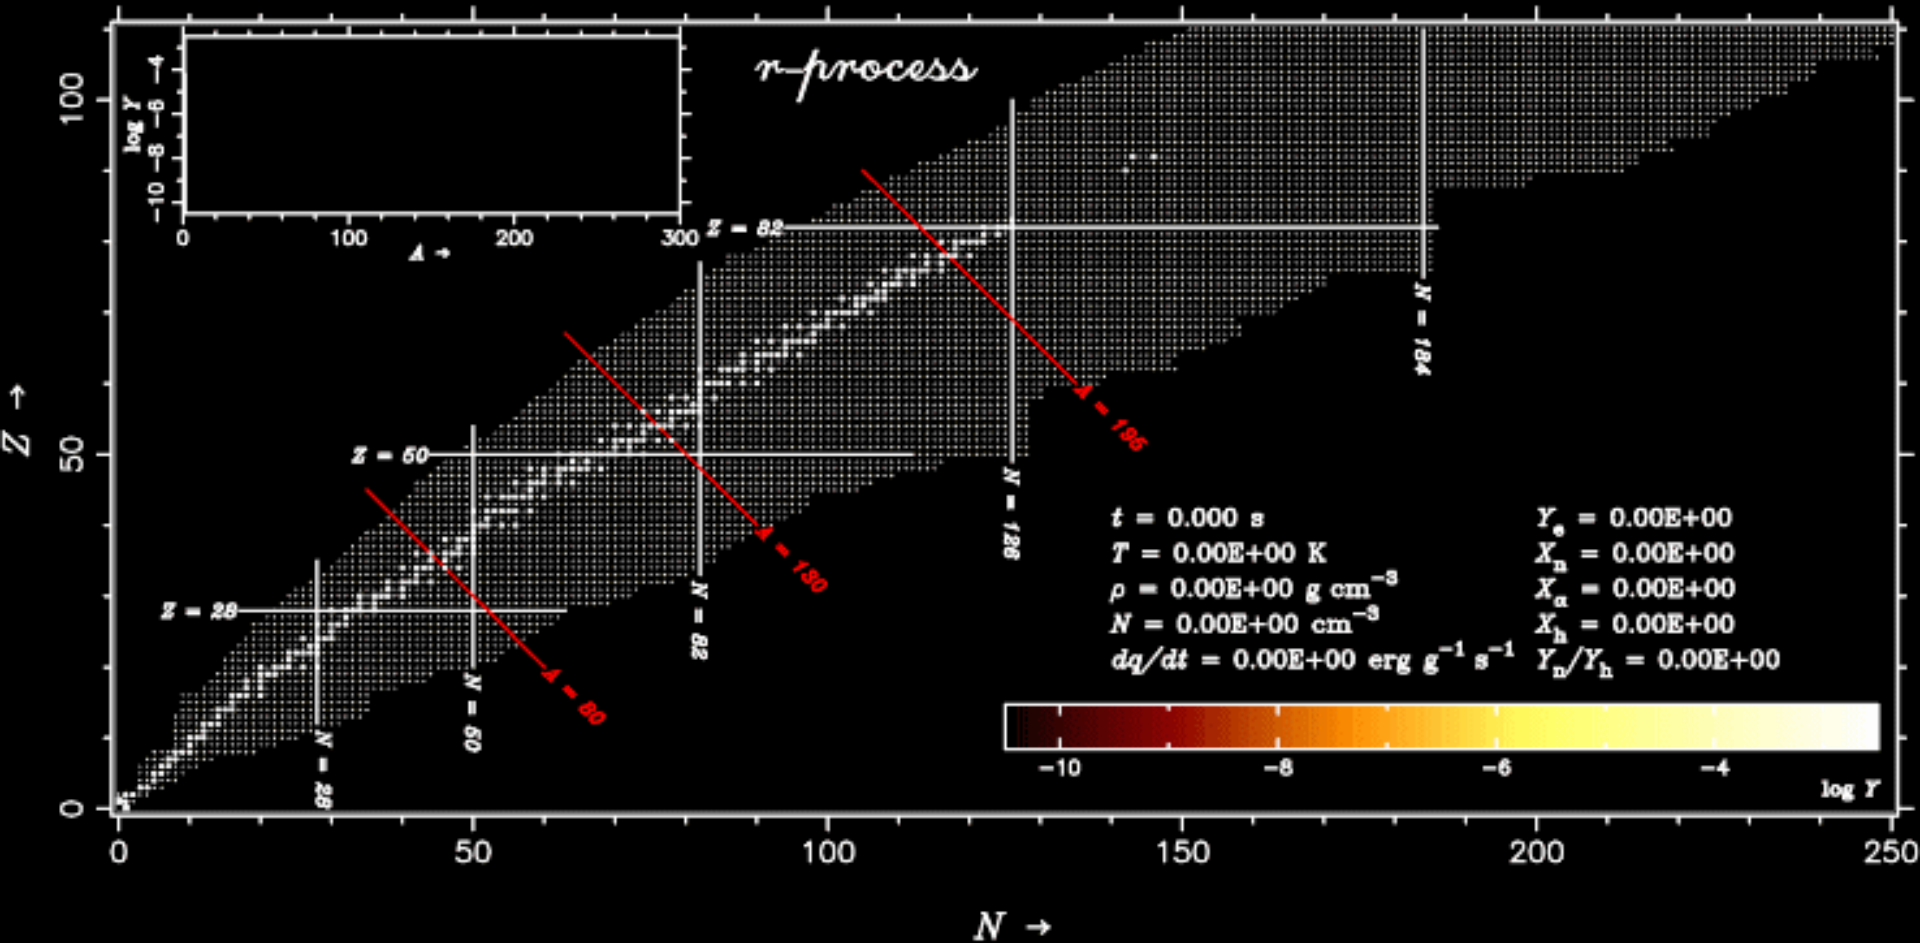 r-process
log Y
-4
-6
-8
-10
0 100 200 300
A →
Z →
100
50
0
Z = 82
Z = 50
Z = 28
N = 184
N = 126
N = 82
N = 50
N = 28
A = 195
A = 130
A = 80
t = 0.000 s
T = 0.00E+00 K
ρ = 0.00E+00 g cm⁻³
N = 0.00E+00 cm⁻³
dq/dt = 0.00E+00 erg g⁻¹ s⁻¹
Yₑ = 0.00E+00
Xₙ = 0.00E+00
X_α = 0.00E+00
Xₕ = 0.00E+00
Yₙ/Yₕ = 0.00E+00
-10 -8 -6 -4
log Y
0 50 100 150 200 250
N →